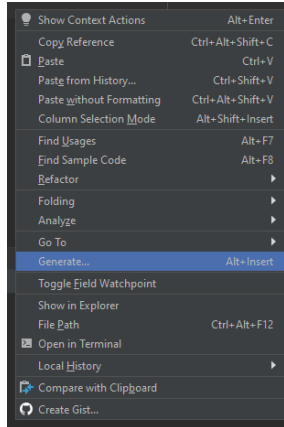 Show Context Actions Alt+Enter
Copy Reference Ctrl+Alt+Shift+C
Paste Ctrl+V
Paste from History... Ctrl+Shift+V
Paste without Formatting Ctrl+Alt+Shift+V
Column Selection Mode Alt+Shift+Insert
Find Usages Alt+F7
Find Sample Code Alt+F8
Refactor
Folding
Analyze
Go To
Generate... Alt+Insert
Toggle Field Watchpoint
Show in Explorer
File Path Ctrl+Alt+F12
Open in Terminal
Local History
Compare with Clipboard
Create Gist...